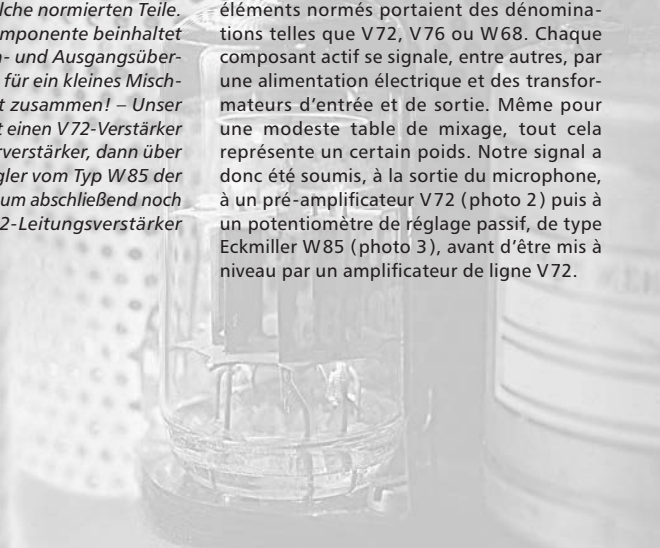 lche normierten Teile.
mponente beinhaltet
- und Ausgangsüber-
für ein kleines Misch-
t zusammen! – Unser
t einen V72-Verstärker
rverstärker, dann über
gler vom Typ W85 der
um abschließend noch
2-Leitungsverstärker
éléments normés portaient des dénomina-
tions telles que V72, V76 ou W68. Chaque
composant actif se signale, entre autres, par
une alimentation électrique et des transfor-
mateurs d’entrée et de sortie. Même pour
une modeste table de mixage, tout cela
représente un certain poids. Notre signal a
donc été soumis, à la sortie du microphone,
à un pré-amplificateur V72 (photo 2) puis à
un potentiomètre de réglage passif, de type
Eckmiller W85 (photo 3), avant d’être mis à
niveau par un amplificateur de ligne V72.